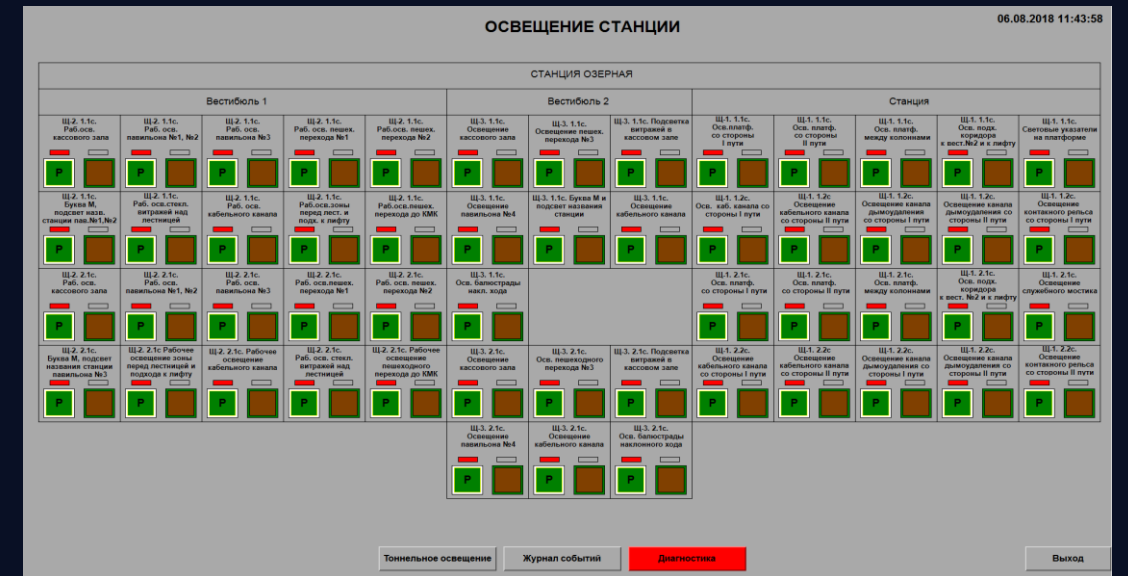 ОСВЕЩЕНИЕ СТАНЦИИ
06.08.2018 11:43:58
СТАНЦИЯ ОЗЕРНАЯ
Вестибюль 1
Вестибюль 2
Станция
Щ-2. 1.1с.
Раб.осв.
кассового зала
Р
Щ-2. 1.1с.
Раб. осв.
павильона №1, №2
Р
Щ-2. 1.1с.
Раб. осв.
павильона №3
Р
Щ-2. 1.1с.
Раб. осв. пешех.
перехода №1
Р
Щ-2. 1.1с.
Раб.осв. пешех.
перехода №2
Р
Щ-3. 1.1с.
Освещение
кассового зала
Р
Щ-3. 1.1с.
Освещение пешех.
перехода №3
Р
Щ-3. 1.1с. Подсветка
витражей в
кассовом зале
Р
Щ-1. 1.1с.
Осв.платф.
со стороны
I пути
Р
Щ-1. 1.1с.
Осв. платф.
со стороны
II пути
Р
Щ-1. 1.1с.
Осв. платф.
между колоннами
Р
Щ-1. 1.1с.
Осв. подх.
коридора
к вест.№2 и к лифту
Р
Щ-1. 1.1с.
Световые указатели
на платформе
Р
Щ-2. 1.1с.
Буква М,
подсвет назв.
станции пав.№1,№2
Р
Щ-2. 1.1с.
Раб. осв.стекл.
витражей над
лестницей
Р
Щ-2. 1.1с.
Раб. осв.
кабельного канала
Р
Щ-2. 1.1с.
Раб.осв.зоны
перед лест. и
подх. к лифту
Р
Щ-2. 1.1с.
Раб.осв.пешех.
перехода до КМК
Р
Щ-3. 1.1с.
Освещение
павильона №4
Р
Щ-3. 1.1с. Буква М и
подсвет названия
станции
Р
Щ-3. 1.1с.
Освещение
кабельного канала
Р
Щ-1. 1.2с.
Осв. каб. канала со
стороны I пути
Р
Щ-1. 1.2с
Освещение
кабельного канала
со стороны II пути
Р
Щ-1. 1.2с.
Освещение канала
дымоудаления со
стороны I пути
Р
Щ-1. 1.2с.
Освещение канала
дымоудаления со
стороны II пути
Р
Щ-1. 1.2с.
Освещение
контакного рельса
со стороны I пути
Р
Щ-2. 2.1с.
Раб. осв.
кассового зала
Р
Щ-2. 2.1с.
Раб. осв.
павильона №1, №2
Р
Щ-2. 2.1с.
Раб. осв.
павильона №3
Р
Щ-2. 2.1с.
Раб. осв.пешех.
перехода №1
Р
Щ-2. 2.1с.
Раб. осв. пешех.
перехода №2
Р
Щ-3. 1.1с.
Осв. балюстрады
накл. хода
Р
Щ-1. 2.1с.
Осв. платф.
со стороны I пути
Р
Щ-1. 2.1с.
Осв. платф.
со стороны II пути
Р
Щ-1. 2.1с.
Осв. платф.
между колоннами
Р
Щ-1. 2.1с.
Осв. подх.
коридора
к вест. №2 и к лифту
Р
Щ-1. 2.1с.
Освещение
служебного мостика
Р
Щ-2. 2.1с.
Буква М, подсвет
названия станции
павильона №3
Р
Щ-2. 2.1с Рабочее
освещение зоны
перед лестницей и
подхода к лифту
Р
Щ-2. 2.1с. Рабочее
освещение
кабельного канала
Р
Щ-2. 2.1с.
Раб. осв. стекл.
витражей над
лестницей
Р
Щ-2. 2.1с. Рабочее
освещение
пешеходного
перехода до КМК
Р
Щ-3. 2.1с.
Освещение
кассового зала
Р
Щ-3. 2.1с.
Осв. пешеходного
перехода №3
Р
Щ-3. 2.1с. Подсветка
витражей в
кассовом зале
Р
Щ-1. 2.2с.
Освещение
кабельного канала
со стороны I пути
Р
Щ-1. 2.2с
Освещение
кабельного канала
со стороны II пути
Р
Щ-1. 2.2с.
Освещение канала
дымоудаления со
стороны I пути
Р
Щ-1. 2.2с.
Освещение канала
дымоудаления со
стороны II пути
Р
Щ-1. 2.2с.
Освещение
контакного рельса
со стороны II пути
Р
Щ-3. 2.1с.
Освещение
павильона №4
Р
Щ-3. 2.1с.
Освещение
кабельного канала
Р
Щ-3. 2.1с.
Осв. балюстрады
наклонного хода
Р
Тоннельное освещение
Журнал событий
Диагностика
Выход